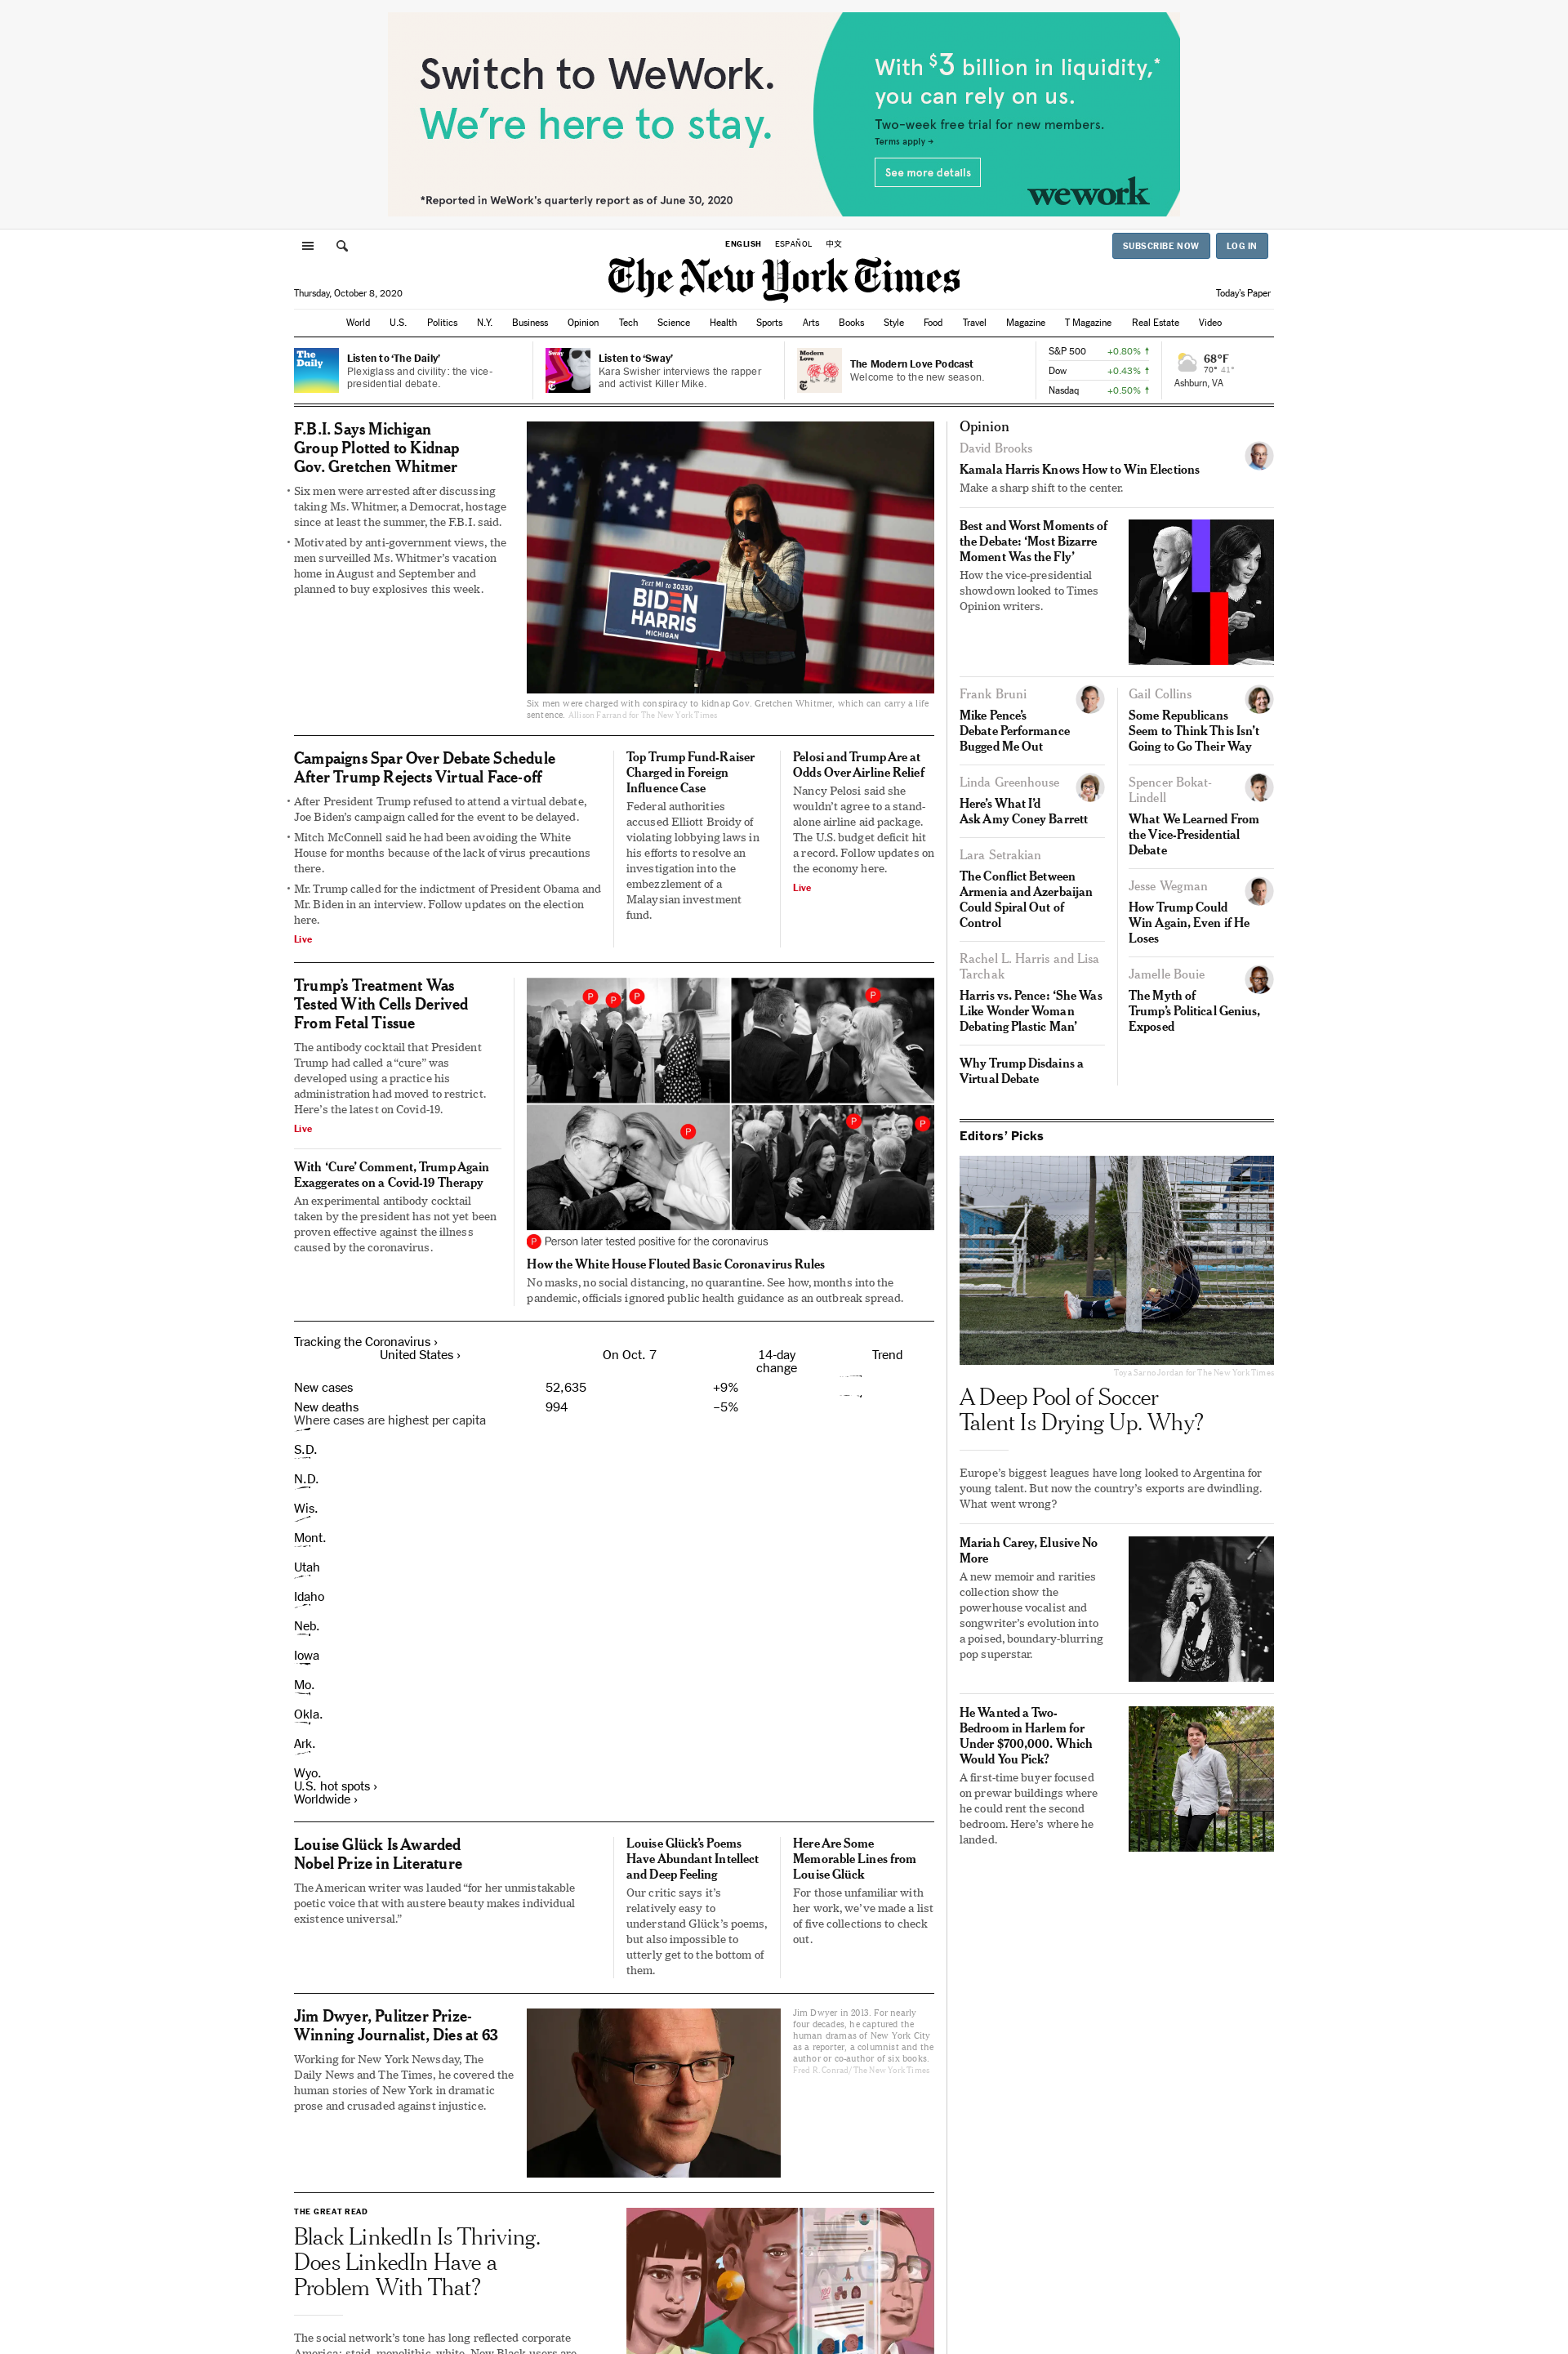 Switch to WeWork.
We're here to stay.
*Reported in WeWork's quarterly report as of June 30, 2020
With $3 billion in liquidity,*
you can rely on us.
Two-week free trial for new members.
Terms apply →
See more details
wework
ENGLISH ESPAÑOL 中文
SUBSCRIBE NOW LOG IN
The New York Times
Thursday, October 8, 2020
Today's Paper
World U.S. Politics N.Y. Business Opinion Tech Science Health Sports Arts Books Style Food Travel Magazine T Magazine Real Estate Video
The
Daily
Listen to 'The Daily'
Plexiglass and civility: the vice-
presidential debate.
Sway
Listen to 'Sway'
Kara Swisher interviews the rapper
and activist Killer Mike.
Modern
Love
The Modern Love Podcast
Welcome to the new season.
S&P 500 +0.80% ↑
Dow +0.43% ↑
Nasdaq +0.50% ↑
68°F
70° 41°
Ashburn, VA
F.B.I. Says Michigan
Group Plotted to Kidnap
Gov. Gretchen Whitmer
• Six men were arrested after discussing
taking Ms. Whitmer, a Democrat, hostage
since at least the summer, the F.B.I. said.
• Motivated by anti-government views, the
men surveilled Ms. Whitmer's vacation
home in August and September and
planned to buy explosives this week.
Text MI to 30330
BIDEN
HARRIS
MICHIGAN
Six men were charged with conspiracy to kidnap Gov. Gretchen Whitmer, which can carry a life
sentence. Allison Farrand for The New York Times
Campaigns Spar Over Debate Schedule
After Trump Rejects Virtual Face-off
• After President Trump refused to attend a virtual debate,
Joe Biden's campaign called for the event to be delayed.
• Mitch McConnell said he had been avoiding the White
House for months because of the lack of virus precautions
there.
• Mr. Trump called for the indictment of President Obama and
Mr. Biden in an interview. Follow updates on the election
here.
Live
Top Trump Fund-Raiser
Charged in Foreign
Influence Case
Federal authorities
accused Elliott Broidy of
violating lobbying laws in
his efforts to resolve an
investigation into the
embezzlement of a
Malaysian investment
fund.
Pelosi and Trump Are at
Odds Over Airline Relief
Nancy Pelosi said she
wouldn't agree to a stand-
alone airline aid package.
The U.S. budget deficit hit
a record. Follow updates on
the economy here.
Live
Trump's Treatment Was
Tested With Cells Derived
From Fetal Tissue
The antibody cocktail that President
Trump had called a “cure” was
developed using a practice his
administration had moved to restrict.
Here's the latest on Covid-19.
Live
With 'Cure' Comment, Trump Again
Exaggerates on a Covid-19 Therapy
An experimental antibody cocktail
taken by the president has not yet been
proven effective against the illness
caused by the coronavirus.
P P P P
P P P
P Person later tested positive for the coronavirus
How the White House Flouted Basic Coronavirus Rules
No masks, no social distancing, no quarantine. See how, months into the
pandemic, officials ignored public health guidance as an outbreak spread.
Tracking the Coronavirus ›
United States › On Oct. 7 14-day
change Trend
New cases 52,635 +9%
New deaths 994 –5%
Where cases are highest per capita
S.D.
N.D.
Wis.
Mont.
Utah
Idaho
Neb.
Iowa
Mo.
Okla.
Ark.
Wyo.
U.S. hot spots ›
Worldwide ›
Louise Glück Is Awarded
Nobel Prize in Literature
The American writer was lauded “for her unmistakable
poetic voice that with austere beauty makes individual
existence universal.”
Louise Glück's Poems
Have Abundant Intellect
and Deep Feeling
Our critic says it's
relatively easy to
understand Glück's poems,
but also impossible to
utterly get to the bottom of
them.
Here Are Some
Memorable Lines from
Louise Glück
For those unfamiliar with
her work, we've made a list
of five collections to check
out.
Jim Dwyer, Pulitzer Prize-
Winning Journalist, Dies at 63
Working for New York Newsday, The
Daily News and The Times, he covered the
human stories of New York in dramatic
prose and crusaded against injustice.
Jim Dwyer in 2013. For nearly
four decades, he captured the
human dramas of New York City
as a reporter, a columnist and the
author or co-author of six books.
Fred R. Conrad/The New York Times
THE GREAT READ
Black LinkedIn Is Thriving.
Does LinkedIn Have a
Problem With That?
The social network's tone has long reflected corporate
America: staid, monolithic, white. Now Black users are
Opinion
David Brooks
Kamala Harris Knows How to Win Elections
Make a sharp shift to the center.
Best and Worst Moments of
the Debate: 'Most Bizarre
Moment Was the Fly'
How the vice-presidential
showdown looked to Times
Opinion writers.
Frank Bruni
Mike Pence's
Debate Performance
Bugged Me Out
Linda Greenhouse
Here's What I'd
Ask Amy Coney Barrett
Lara Setrakian
The Conflict Between
Armenia and Azerbaijan
Could Spiral Out of
Control
Rachel L. Harris and Lisa
Tarchak
Harris vs. Pence: 'She Was
Like Wonder Woman
Debating Plastic Man'
Why Trump Disdains a
Virtual Debate
Gail Collins
Some Republicans
Seem to Think This Isn't
Going to Go Their Way
Spencer Bokat-
Lindell
What We Learned From
the Vice-Presidential
Debate
Jesse Wegman
How Trump Could
Win Again, Even if He
Loses
Jamelle Bouie
The Myth of
Trump's Political Genius,
Exposed
Editors' Picks
Toya Sarno Jordan for The New York Times
A Deep Pool of Soccer
Talent Is Drying Up. Why?
Europe's biggest leagues have long looked to Argentina for
young talent. But now the country's exports are dwindling.
What went wrong?
Mariah Carey, Elusive No
More
A new memoir and rarities
collection show the
powerhouse vocalist and
songwriter's evolution into
a poised, boundary-blurring
pop superstar.
He Wanted a Two-
Bedroom in Harlem for
Under $700,000. Which
Would You Pick?
A first-time buyer focused
on prewar buildings where
he could rent the second
bedroom. Here's where he
landed.